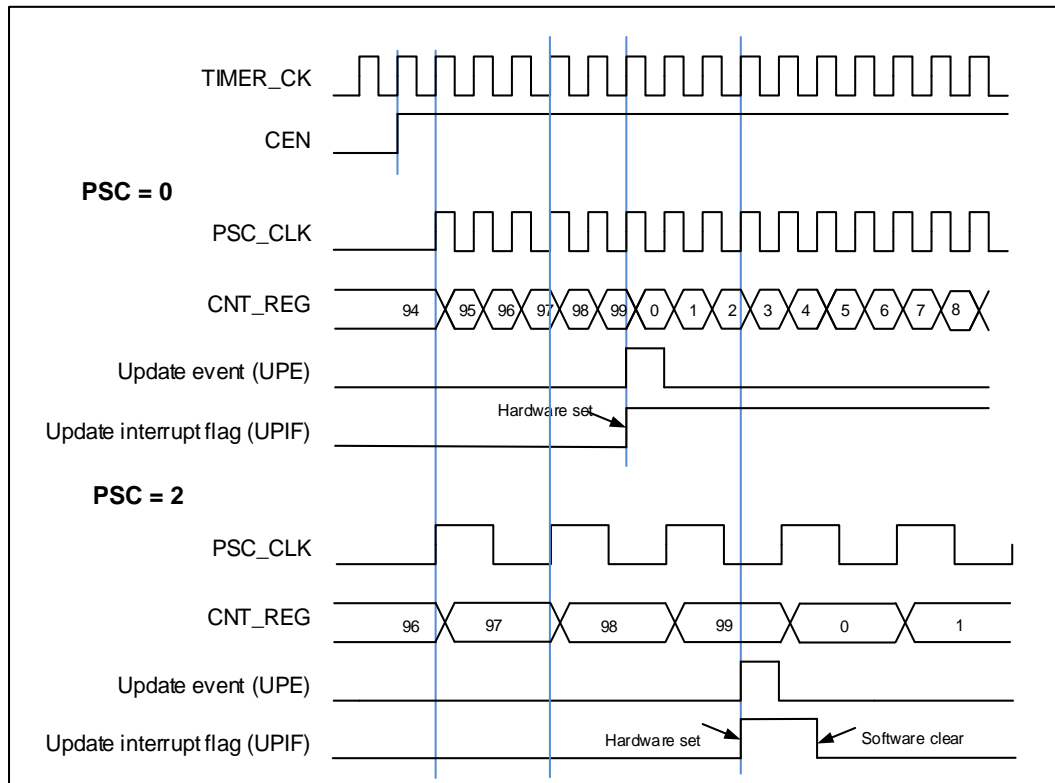 TIMER_CK
CEN
PSC = 0
PSC_CLK
CNT_REG 94 95 96 97 98 99 0 1 2 3 4 5 6 7 8
Update event (UPE)
Hardware set
Update interrupt flag (UPIF)
PSC = 2
PSC_CLK
CNT_REG 96 97 98 99 0 1
Update event (UPE)
Update interrupt flag (UPIF) Hardware set Software clear